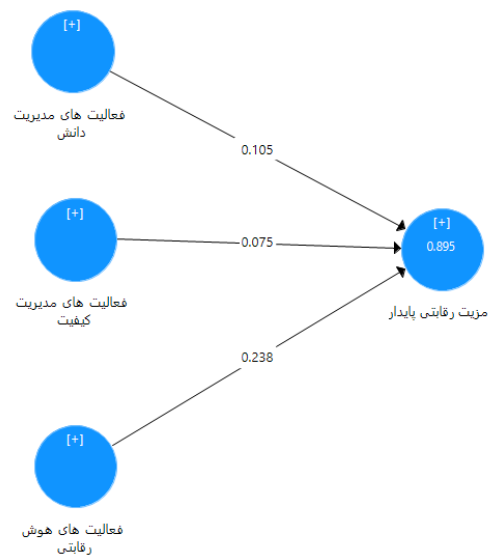 [+]
فعالیت های مدیریت
دانش
0.105
[+]
فعالیت های مدیریت
کیفیت
0.075
[+]
0.895
مزیت رقابتی پایدار
0.238
[+]
فعالیت های هوش
رقابتی